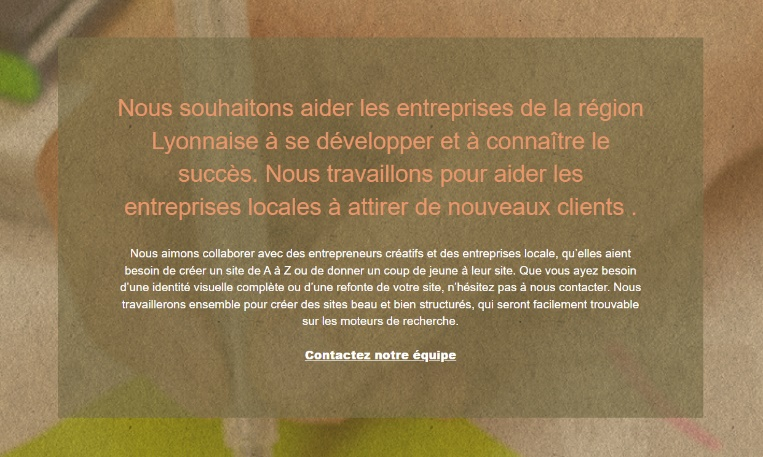 Nous souhaitons aider les entreprises de la région
Lyonnaise à se développer et à connaître le
succès. Nous travaillons pour aider les
entreprises locales à attirer de nouveaux clients .
Nous aimons collaborer avec des entrepreneurs créatifs et des entreprises locale, qu’elles aient
besoin de créer un site de A à Z ou de donner un coup de jeune à leur site. Que vous ayez besoin
d’une identité visuelle complète ou d’une refonte de votre site, n’hésitez pas à nous contacter. Nous
travaillerons ensemble pour créer des sites beau et bien structurés, qui seront facilement trouvable
sur les moteurs de recherche.
Contactez notre équipe